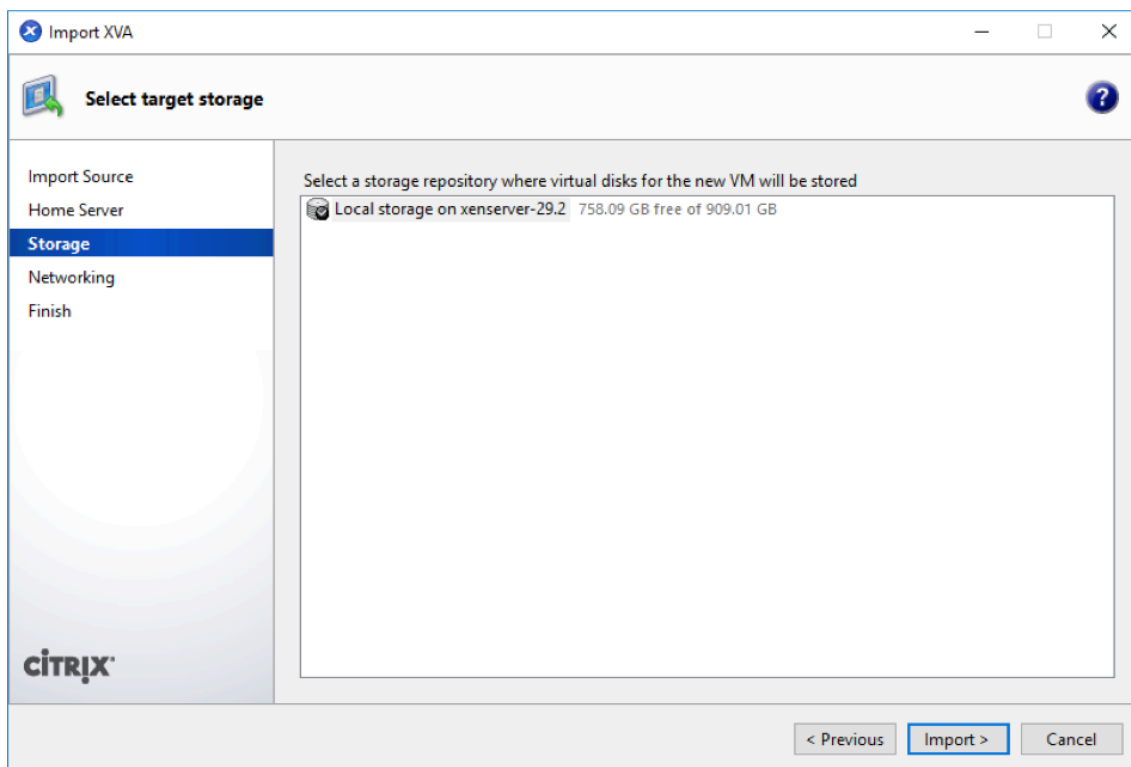 Import XVA
Select target storage
?
Import Source
Home Server
Storage
Networking
Finish
Select a storage repository where virtual disks for the new VM will be stored
Local storage on xenserver-29.2 758.09 GB free of 909.01 GB
CİTRỊX
< Previous Import > Cancel